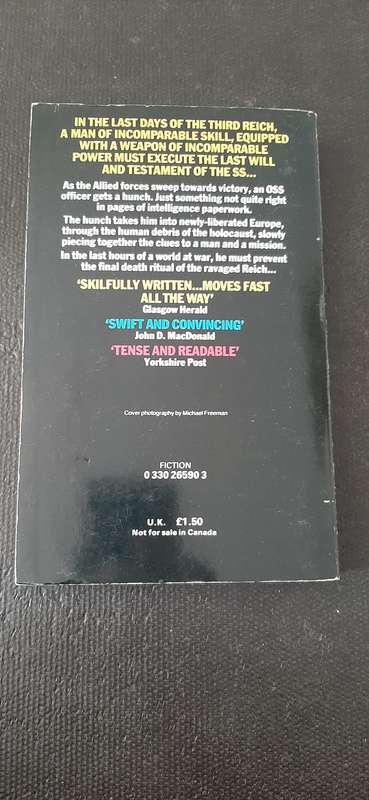 IN THE LAST DAYS OF THE THIRD REICH,
A MAN OF INCOMPARABLE SKILL, EQUIPPED
WITH A WEAPON OF INCOMPARABLE
POWER MUST EXECUTE THE LAST WILL
AND TESTAMENT OF THE SS...
As the Allied forces sweep towards victory, an OSS
officer gets a hunch. Just something not quite right
in pages of intelligence paperwork.
The hunch takes him into newly-liberated Europe,
through the human debris of the holocaust, slowly
piecing together the clues to a man and a mission.
In the last hours of a world at war, he must prevent
the final death ritual of the ravaged Reich...
‘SKILFULLY WRITTEN...MOVES FAST
ALL THE WAY’
Glasgow Herald
‘SWIFT AND CONVINCING’
John D. MacDonald
‘TENSE AND READABLE’
Yorkshire Post
Cover photography by Michael Freeman
FICTION
0 330 26590 3
U.K. £1.50
Not for sale in Canada